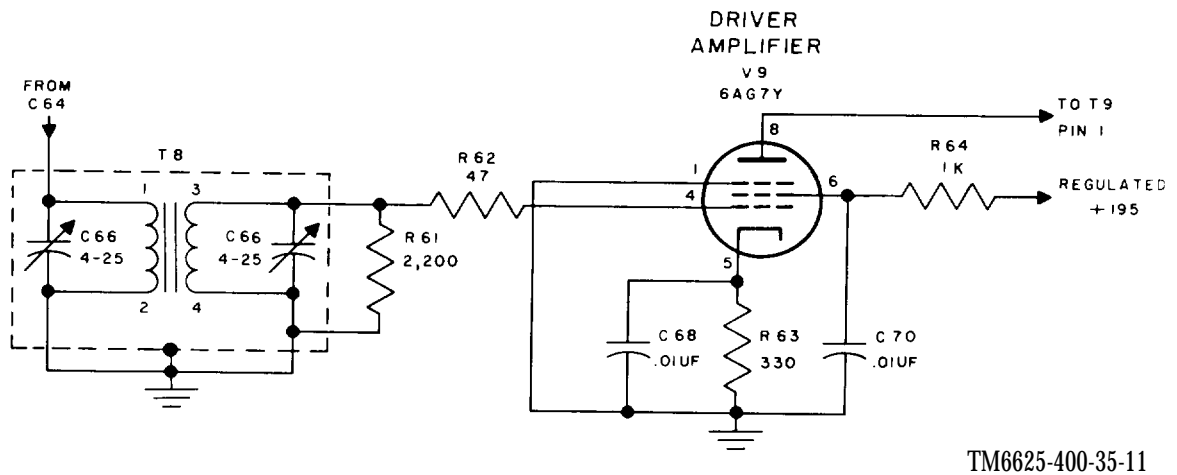 DRIVER
AMPLIFIER
V9
6AG7Y
FROM
C64
T8
1
3
2
4
C66
4-25
C66
4-25
R61
2,200
R62
47
1
4
8
6
5
TO T9
PIN 1
R64
1K
REGULATED
+195
C68
.01UF
R63
330
C70
.01UF
TM6625-400-35-11